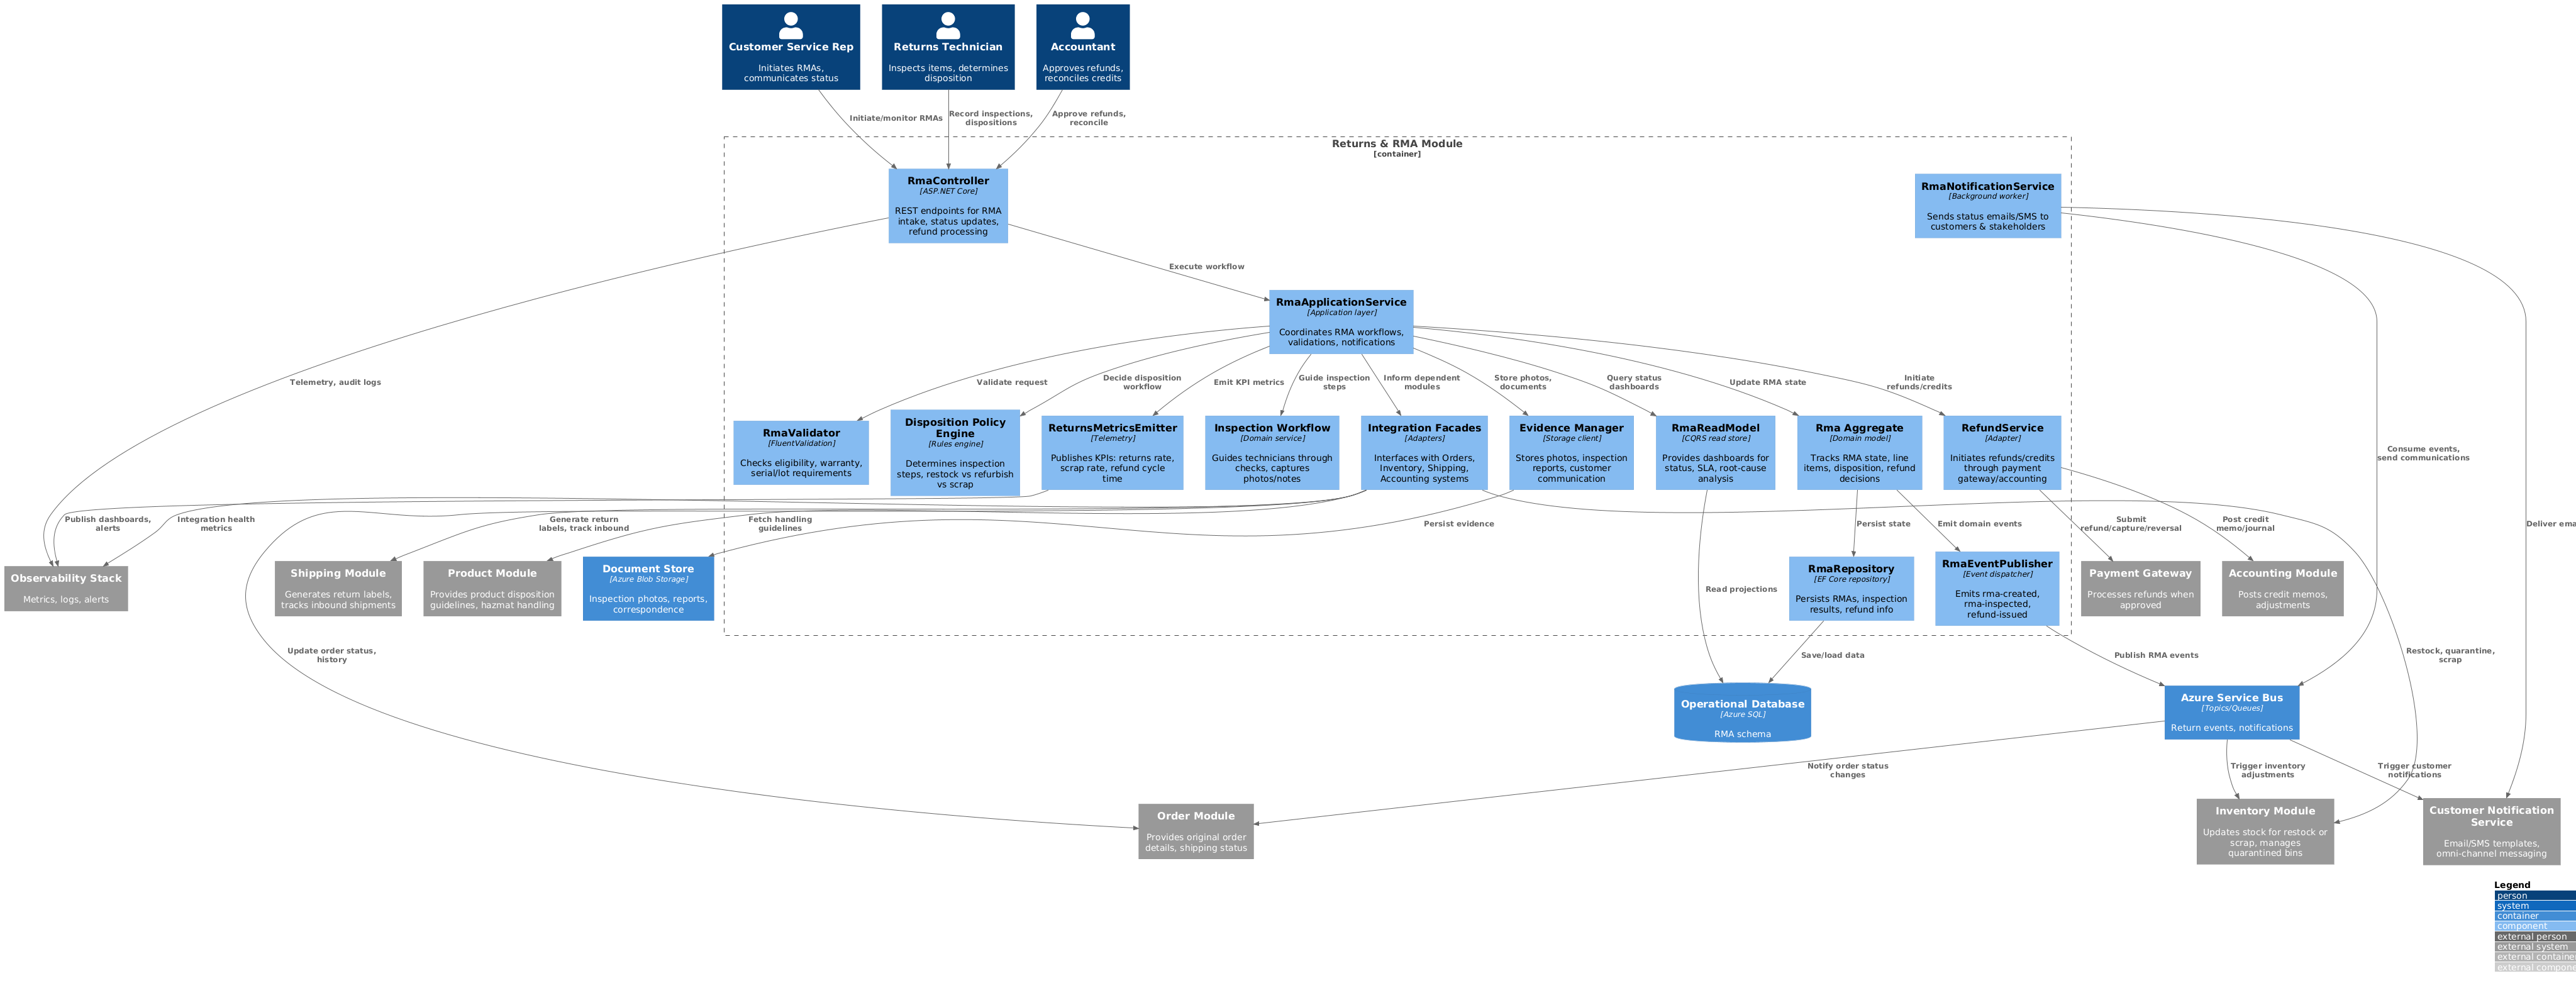 Customer Service Rep
Initiates RMAs,
communicates status
Returns Technician
Inspects items, determines
disposition
Accountant
Approves refunds,
reconciles credits
Initiate/monitor RMAs
Record inspections,
dispositions
Approve refunds,
reconcile
Returns & RMA Module
[container]
RmaController
[ASP.NET Core]
REST endpoints for RMA
intake, status updates,
refund processing
RmaNotificationService
[Background worker]
Sends status emails/SMS to
customers & stakeholders
Execute workflow
RmaApplicationService
[Application layer]
Coordinates RMA workflows,
validations, notifications
Telemetry, audit logs
Validate request
Decide disposition
workflow
Emit KPI metrics
Guide inspection
steps
Inform dependent
modules
Store photos,
documents
Query status
dashboards
Update RMA state
Initiate
refunds/credits
RmaValidator
[FluentValidation]
Checks eligibility, warranty,
serial/lot requirements
Disposition Policy
Engine
[Rules engine]
Determines inspection
steps, restock vs refurbish
vs scrap
ReturnsMetricsEmitter
[Telemetry]
Publishes KPIs: returns rate,
scrap rate, refund cycle
time
Inspection Workflow
[Domain service]
Guides technicians through
checks, captures
photos/notes
Integration Facades
[Adapters]
Interfaces with Orders,
Inventory, Shipping,
Accounting systems
Evidence Manager
[Storage client]
Stores photos, inspection
reports, customer
communication
RmaReadModel
[CQRS read store]
Provides dashboards for
status, SLA, root-cause
analysis
Rma Aggregate
[Domain model]
Tracks RMA state, line
items, disposition, refund
decisions
RefundService
[Adapter]
Initiates refunds/credits
through payment
gateway/accounting
Consume events,
send communications
Publish dashboards,
alerts
Integration health
metrics
Generate return
labels, track inbound
Fetch handling
guidelines
Persist evidence
Persist state
Emit domain events
Submit
refund/capture/reversal
Post credit
memo/journal
Deliver ema
Observability Stack
Metrics, logs, alerts
Shipping Module
Generates return labels,
tracks inbound shipments
Product Module
Provides product disposition
guidelines, hazmat handling
Document Store
[Azure Blob Storage]
Inspection photos, reports,
correspondence
Read projections
RmaRepository
[EF Core repository]
Persists RMAs, inspection
results, refund info
RmaEventPublisher
[Event dispatcher]
Emits rma-created,
rma-inspected,
refund-issued
Payment Gateway
Processes refunds when
approved
Accounting Module
Posts credit memos,
adjustments
Update order status,
history
Save/load data
Publish RMA events
Restock, quarantine,
scrap
Operational Database
[Azure SQL]
RMA schema
Azure Service Bus
[Topics/Queues]
Return events, notifications
Notify order status
changes
Trigger inventory
adjustments
Trigger customer
notifications
Order Module
Provides original order
details, shipping status
Inventory Module
Updates stock for restock or
scrap, manages
quarantined bins
Customer Notification
Service
Email/SMS templates,
omni-channel messaging
Legend
person
system
container
component
external person
external system
external containe
external compone